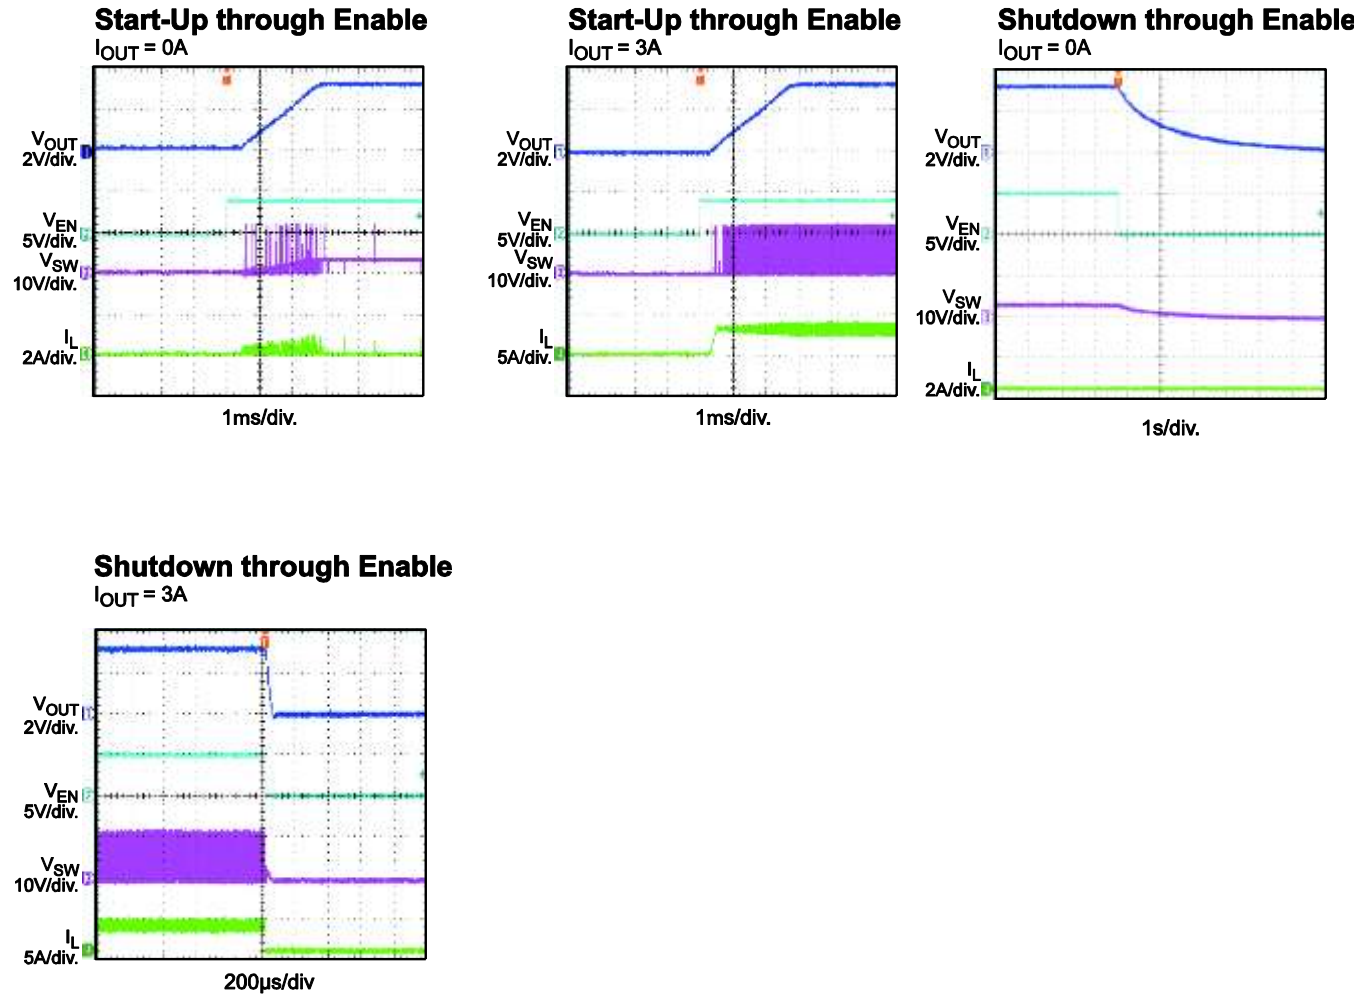 Start-Up through Enable
IOUT = 0A
VOUT
2V/div.
VEN
5V/div.
VSW
10V/div.
IL
2A/div.
1ms/div.
Start-Up through Enable
IOUT = 3A
VOUT
2V/div.
VEN
5V/div.
VSW
10V/div.
IL
5A/div.
1ms/div.
Shutdown through Enable
IOUT = 0A
VOUT
2V/div.
VEN
5V/div.
VSW
10V/div.
IL
2A/div.
1s/div.
Shutdown through Enable
IOUT = 3A
VOUT
2V/div.
VEN
5V/div.
VSW
10V/div.
IL
5A/div.
200µs/div